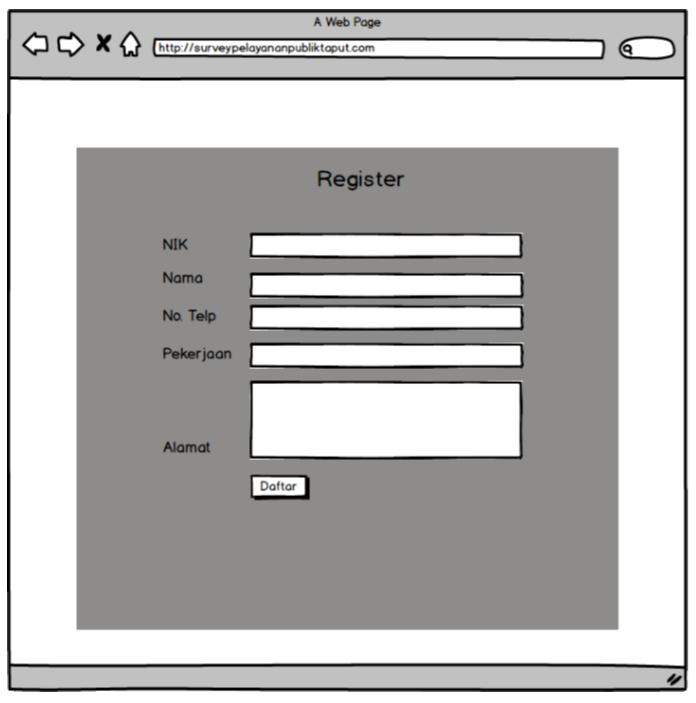 A Web Page
http://surveypelayananpubliktaput.com
Register
NIK
Nama
No. Telp
Pekerjaan
Alamat
Daftar